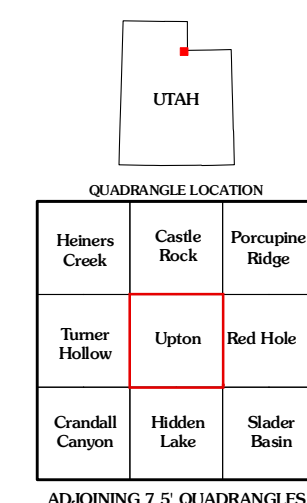 UTAH
QUADRANGLE LOCATION
Heiners Creek
Castle Rock
Porcupine Ridge
Turner Hollow
Upton
Red Hole
Crandall Canyon
Hidden Lake
Slader Basin
ADJOINING 7.5' QUADRANGLES